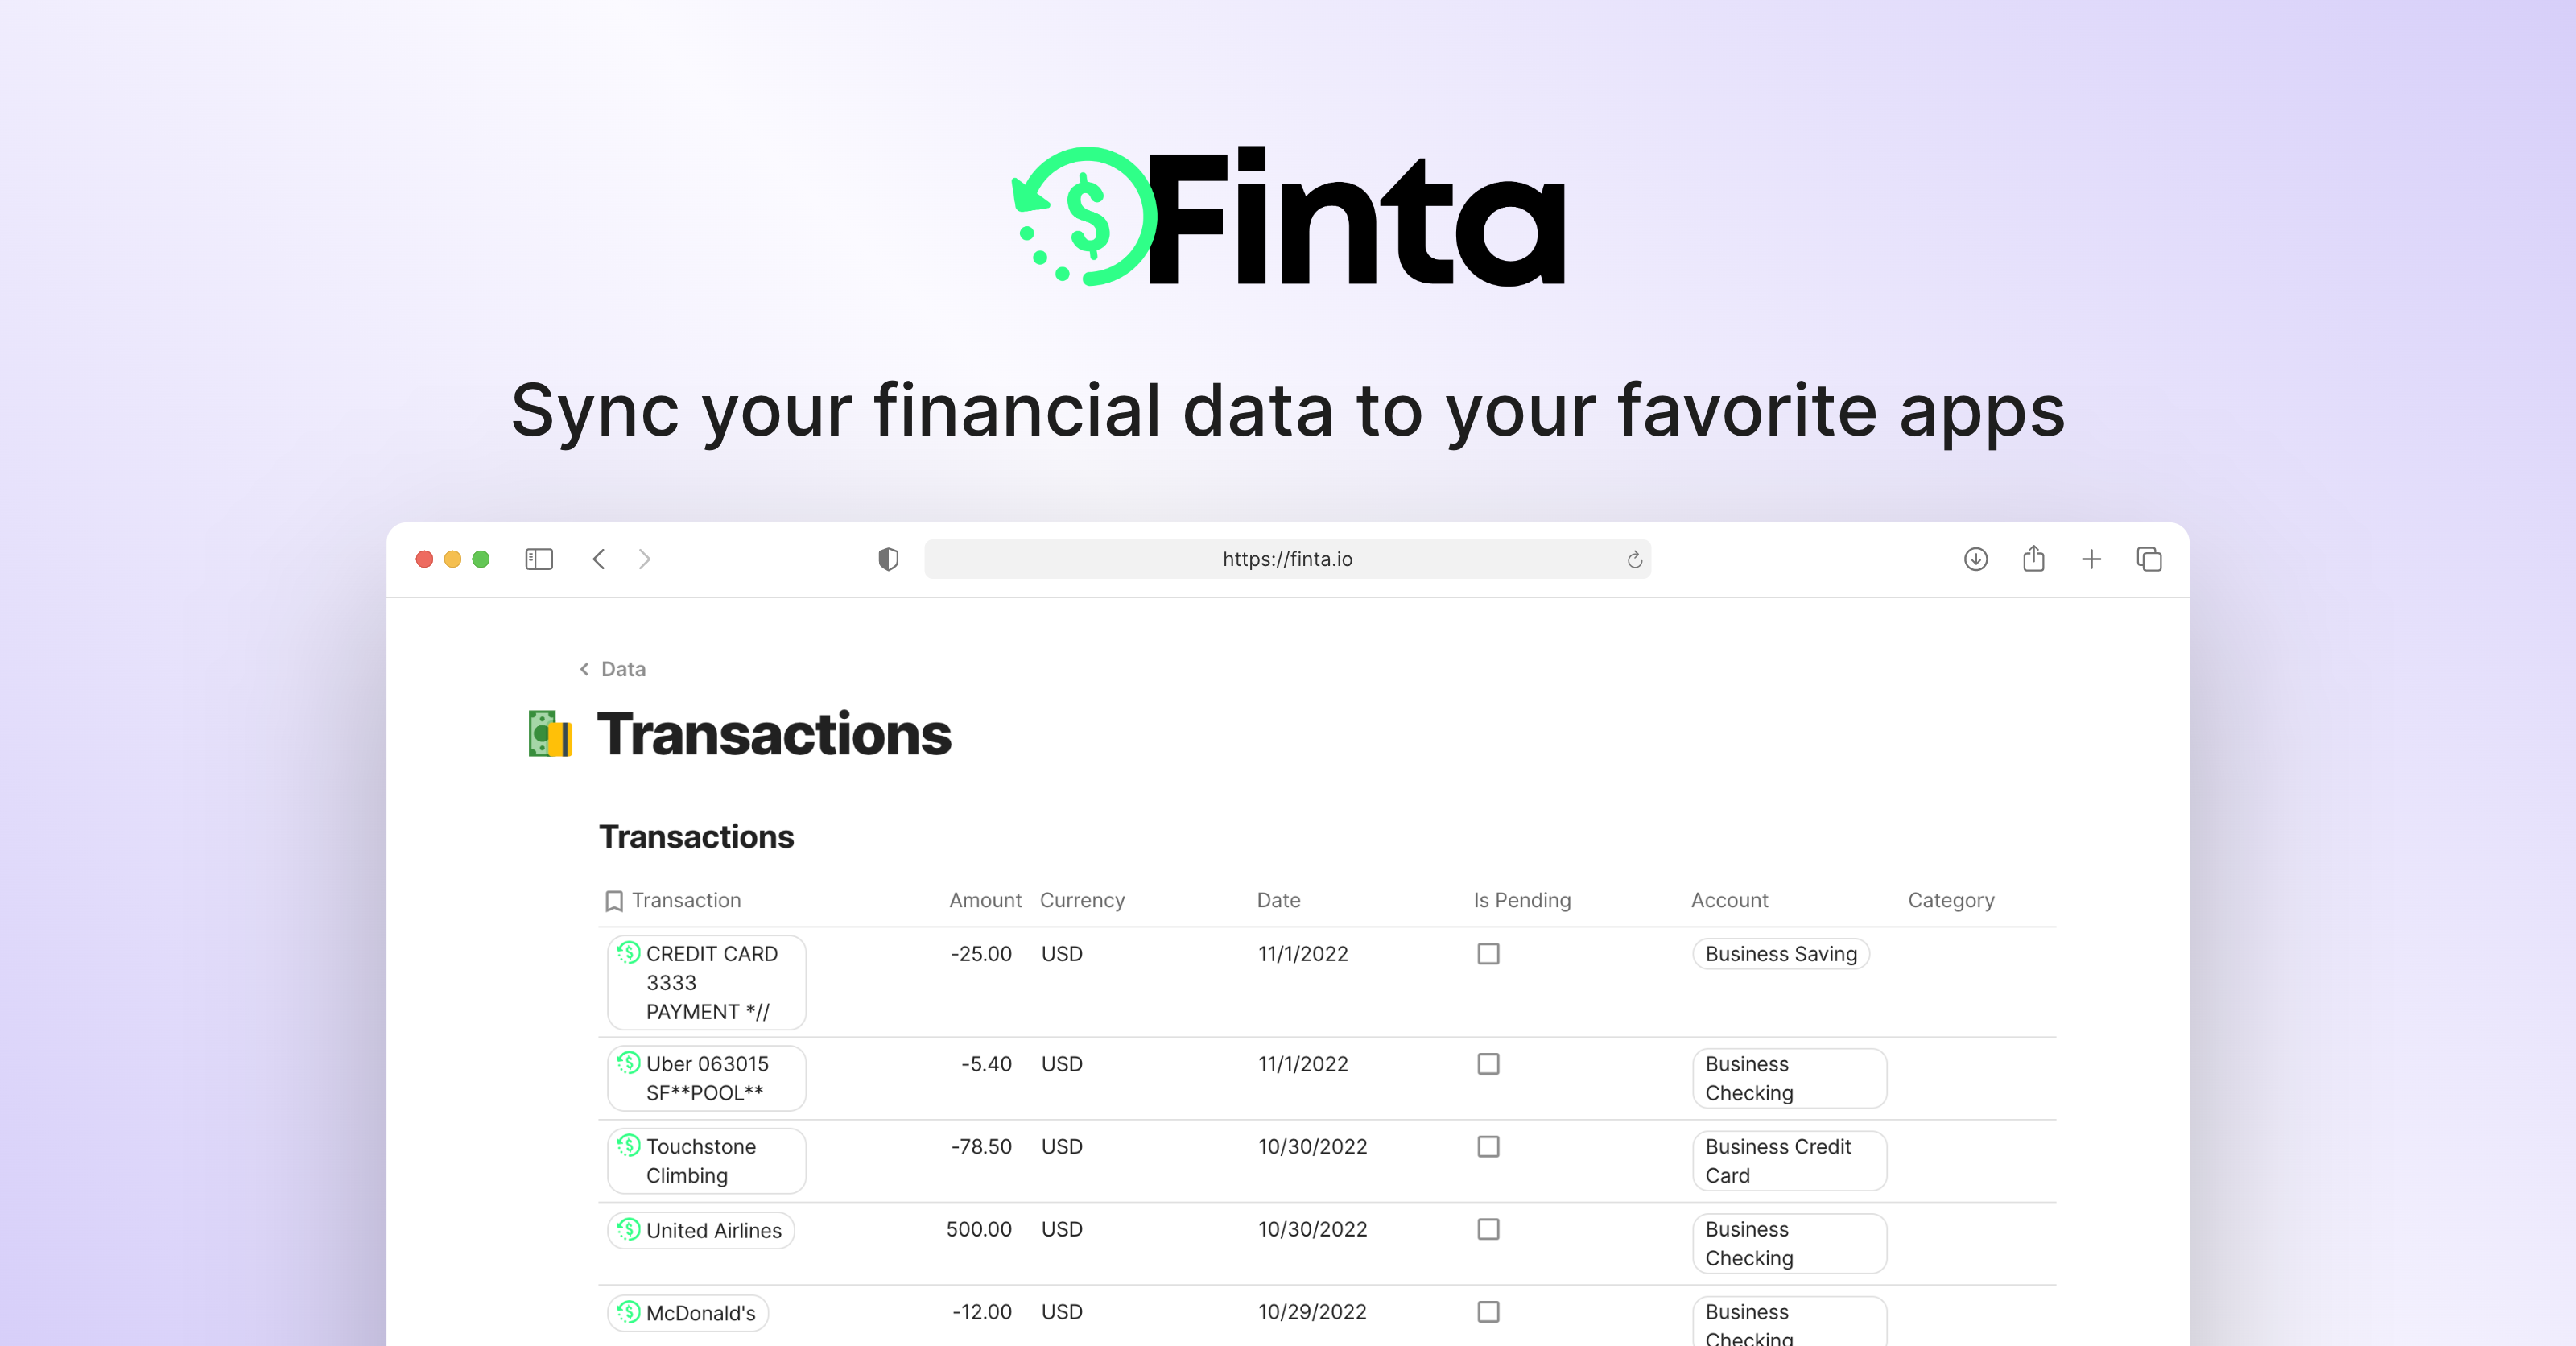 Finta
Sync your financial data to your favorite apps
https://finta.io
Data
Transactions
Transactions
Transaction Amount Currency Date Is Pending Account Category
CREDIT CARD -25.00 USD 11/1/2022 Business Saving
3333
PAYMENT *//
Uber 063015 -5.40 USD 11/1/2022 Business
SF**POOL** Checking
Touchstone -78.50 USD 10/30/2022 Business Credit
Climbing Card
United Airlines 500.00 USD 10/30/2022 Business
Checking
McDonald's -12.00 USD 10/29/2022 Business
Checking